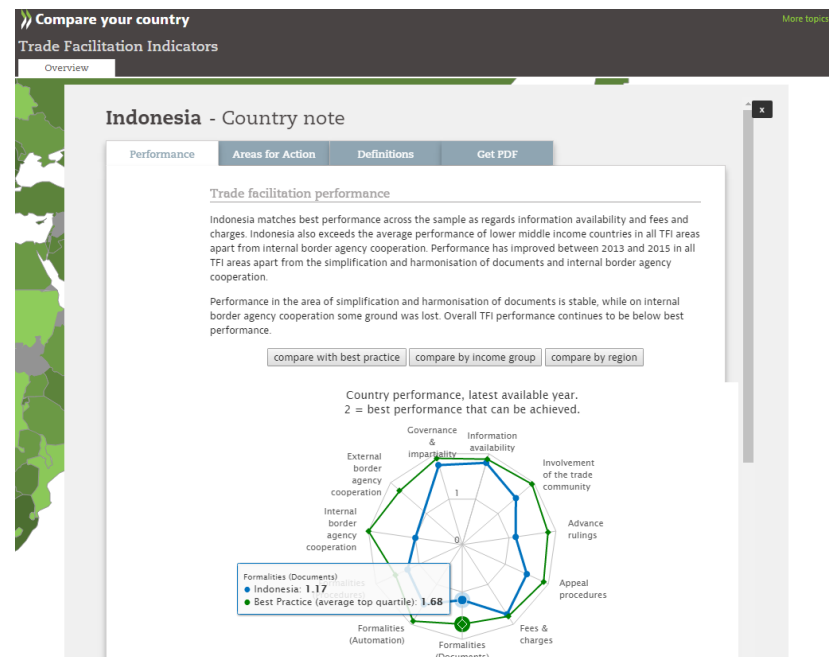 Compare your country
More topics
Trade Facilitation Indicators
Overview
Indonesia - Country note
x
Performance
Areas for Action
Definitions
Get PDF
Trade facilitation performance
Indonesia matches best performance across the sample as regards information availability and fees and
charges. Indonesia also exceeds the average performance of lower middle income countries in all TFI areas
apart from internal border agency cooperation. Performance has improved between 2013 and 2015 in all
TFI areas apart from the simplification and harmonisation of documents and internal border agency
cooperation.
Performance in the area of simplification and harmonisation of documents is stable, while on internal
border agency cooperation some ground was lost. Overall TFI performance continues to be below best
performance.
compare with best practice
compare by income group
compare by region
Country performance, latest available year.
2 = best performance that can be achieved.
Governance
&
impartiality
Information
availability
External
border
agency
cooperation
Involvement
of the trade
community
1
Internal
border
agency
cooperation
Advance
rulings
0
Formalities (Documents)
Indonesia: 1.17
Best Practice (average top quartile): 1.68
Formalities
(Procedures)
Appeal
procedures
Formalities
(Automation)
Fees &
charges
Formalities
(Documents)